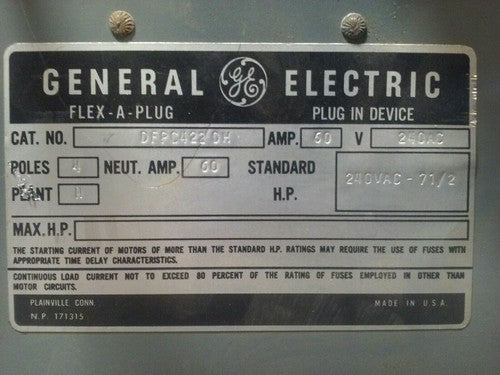 GENERAL GE ELECTRIC
FLEX-A-PLUG PLUG IN DEVICE
CAT. NO. DFPC422DH AMP. 60 V 240AC
POLES 4 NEUT. AMP. 60 STANDARD H.P. 240VAC-71/2
PLANT
MAX. H.P.
THE STARTING CURRENT OF MOTORS OF MORE THAN THE STANDARD H.P. RATINGS MAY REQUIRE THE USE OF FUSES WITH
APPROPRIATE TIME DELAY CHARACTERISTICS.
CONTINUOUS LOAD CURRENT NOT TO EXCEED 80 PERCENT OF THE RATING OF FUSES EMPLOYED IN OTHER THAN
MOTOR CIRCUITS.
PLAINVILLE CONN. MADE IN U.S.A.
N.P. 171315